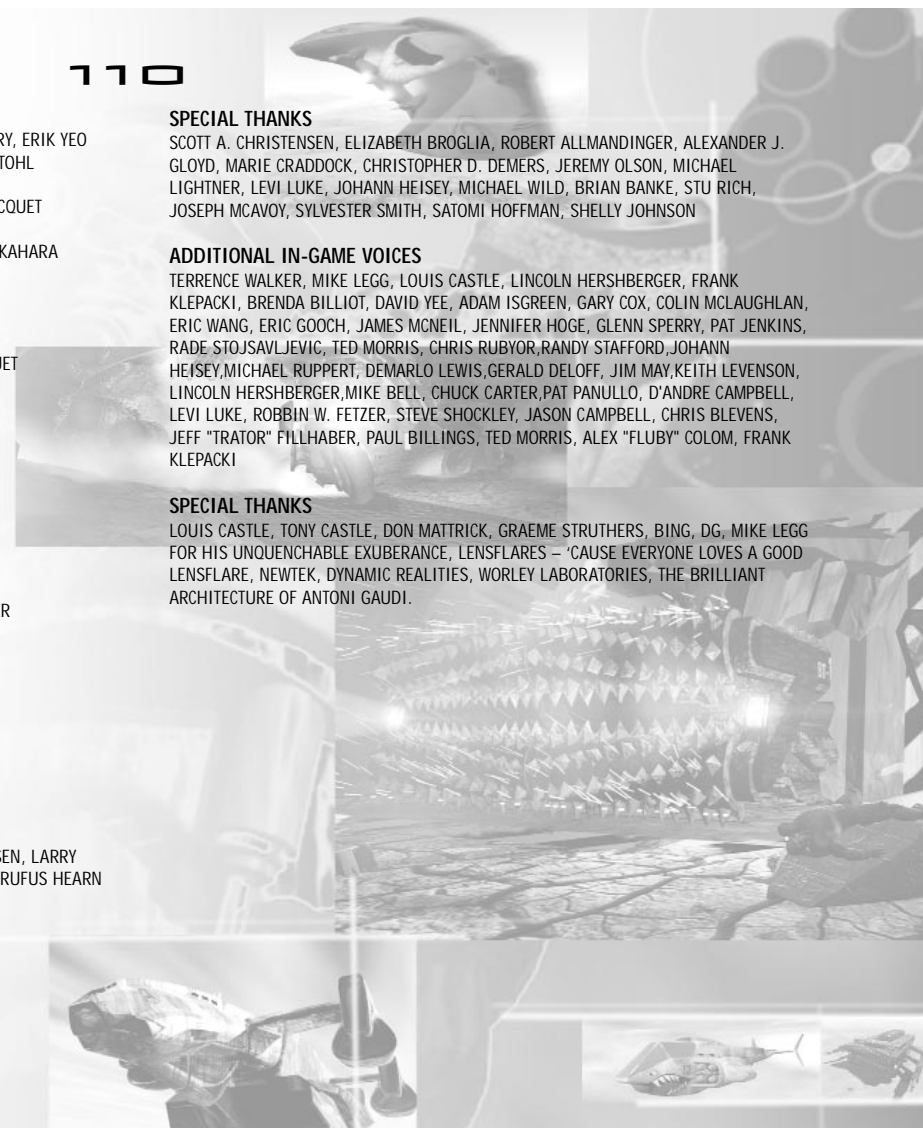 110
RY, ERIK YEO
TOHL
CQUET
KAHARA
UET
R
SEN, LARRY
RUFUS HEARN
SPECIAL THANKS
SCOTT A. CHRISTENSEN, ELIZABETH BROGLIA, ROBERT ALLMANDINGER, ALEXANDER J.
GLOYD, MARIE CRADDOCK, CHRISTOPHER D. DEMERS, JEREMY OLSON, MICHAEL
LIGHTNER, LEVI LUKE, JOHANN HEISEY, MICHAEL WILD, BRIAN BANKE, STU RICH,
JOSEPH MCAVOY, SYLVESTER SMITH, SATOMI HOFFMAN, SHELLY JOHNSON
ADDITIONAL IN-GAME VOICES
TERRENCE WALKER, MIKE LEGG, LOUIS CASTLE, LINCOLN HERSHBERGER, FRANK
KLEPACKI, BRENDA BILLIOT, DAVID YEE, ADAM ISGREEN, GARY COX, COLIN MCLAUGHLAN,
ERIC WANG, ERIC GOOCH, JAMES MCNEIL, JENNIFER HOGE, GLENN SPERRY, PAT JENKINS,
RADE STOJSAVLJEVIC, TED MORRIS, CHRIS RUBYOR,RANDY STAFFORD,JOHANN
HEISEY,MICHAEL RUPPERT, DEMARLO LEWIS,GERALD DELOFF, JIM MAY,KEITH LEVENSON,
LINCOLN HERSHBERGER,MIKE BELL, CHUCK CARTER,PAT PANULLO, D'ANDRE CAMPBELL,
LEVI LUKE, ROBBIN W. FETZER, STEVE SHOCKLEY, JASON CAMPBELL, CHRIS BLEVENS,
JEFF "TRATOR" FILLHABER, PAUL BILLINGS, TED MORRIS, ALEX "FLUBY" COLOM, FRANK
KLEPACKI
SPECIAL THANKS
LOUIS CASTLE, TONY CASTLE, DON MATTRICK, GRAEME STRUTHERS, BING, DG, MIKE LEGG
FOR HIS UNQUENCHABLE EXUBERANCE, LENSFLARES – ‘CAUSE EVERYONE LOVES A GOOD
LENSFLARE, NEWTEK, DYNAMIC REALITIES, WORLEY LABORATORIES, THE BRILLIANT
ARCHITECTURE OF ANTONI GAUDI.